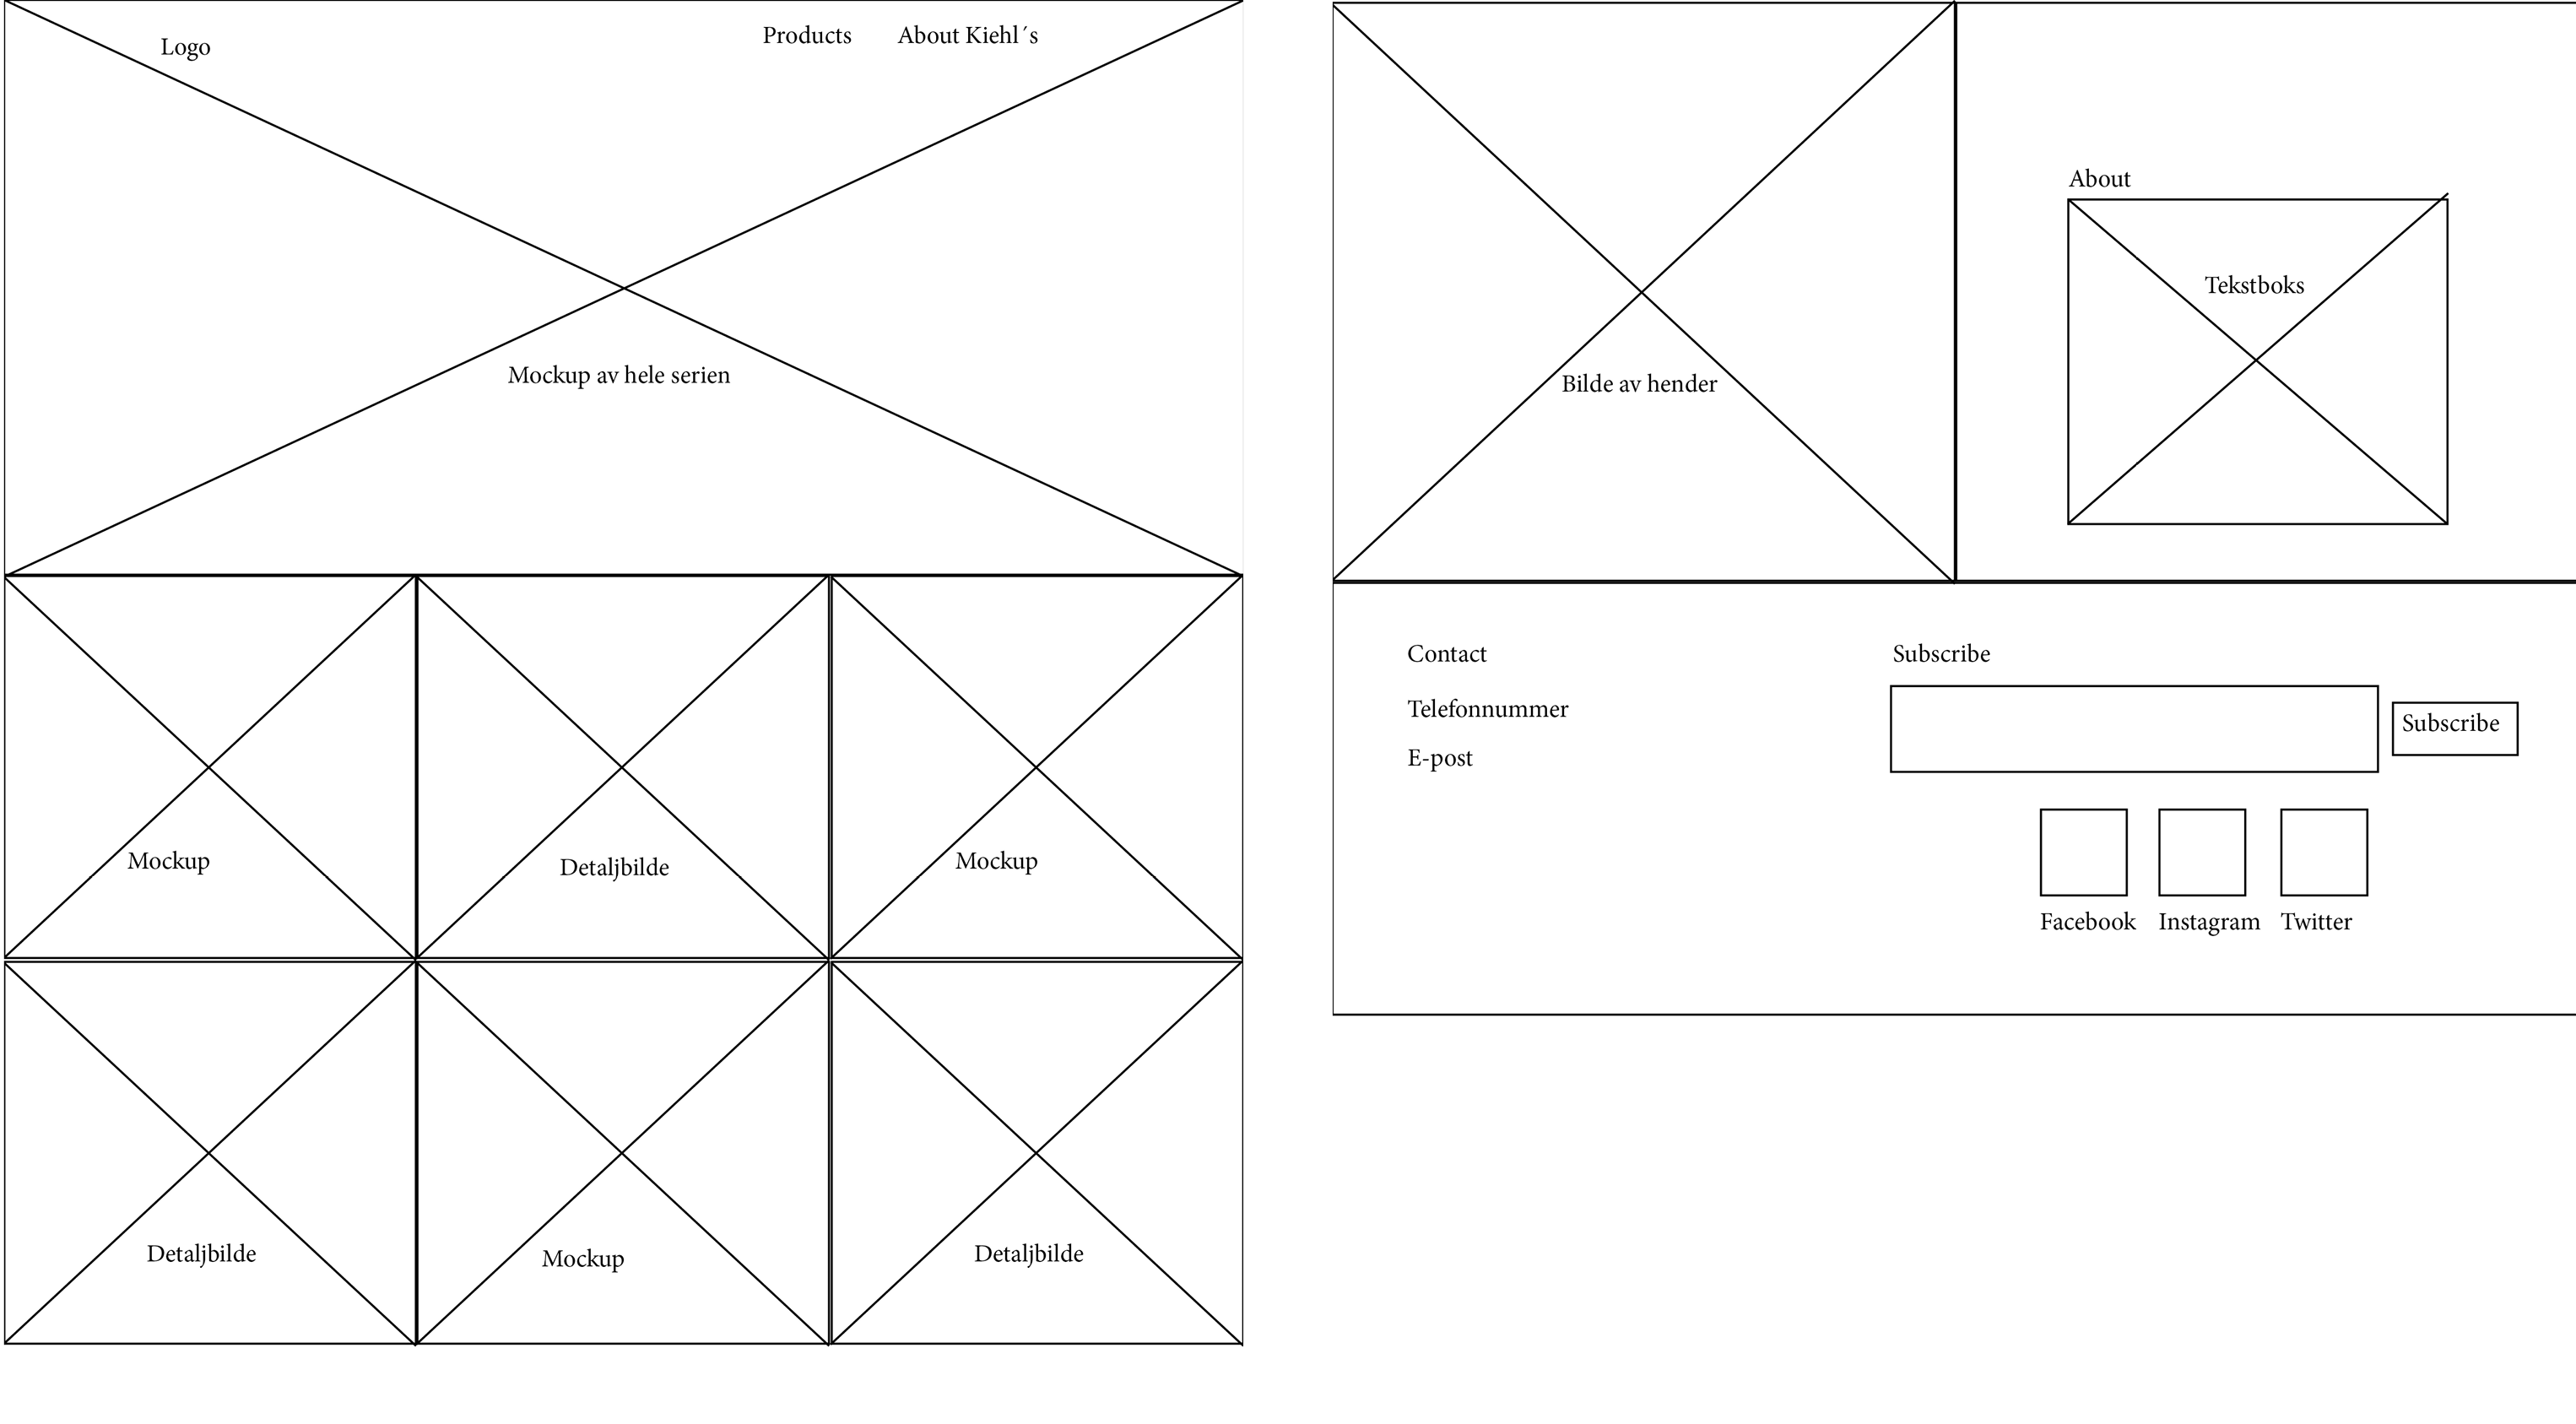 Logo
Products
About Kiehl´s
Mockup av hele serien
Mockup
Detaljbilde
Mockup
Detaljbilde
Mockup
Detaljbilde
Bilde av hender
About
Tekstboks
Contact
Telefonnummer
E-post
Subscribe
Subscribe
Facebook
Instagram
Twitter